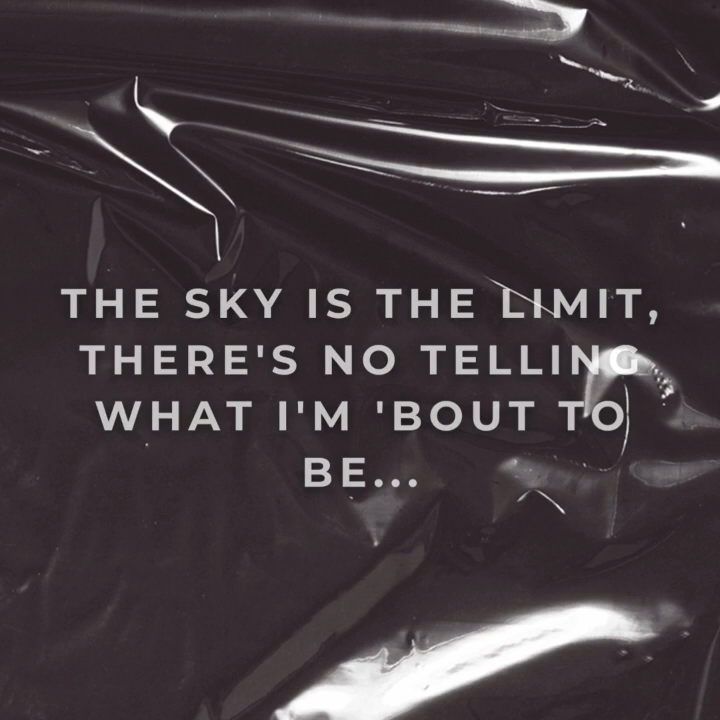 THE SKY IS THE LIMIT,
THERE'S NO TELLING
WHAT I'M 'BOUT TO
BE...